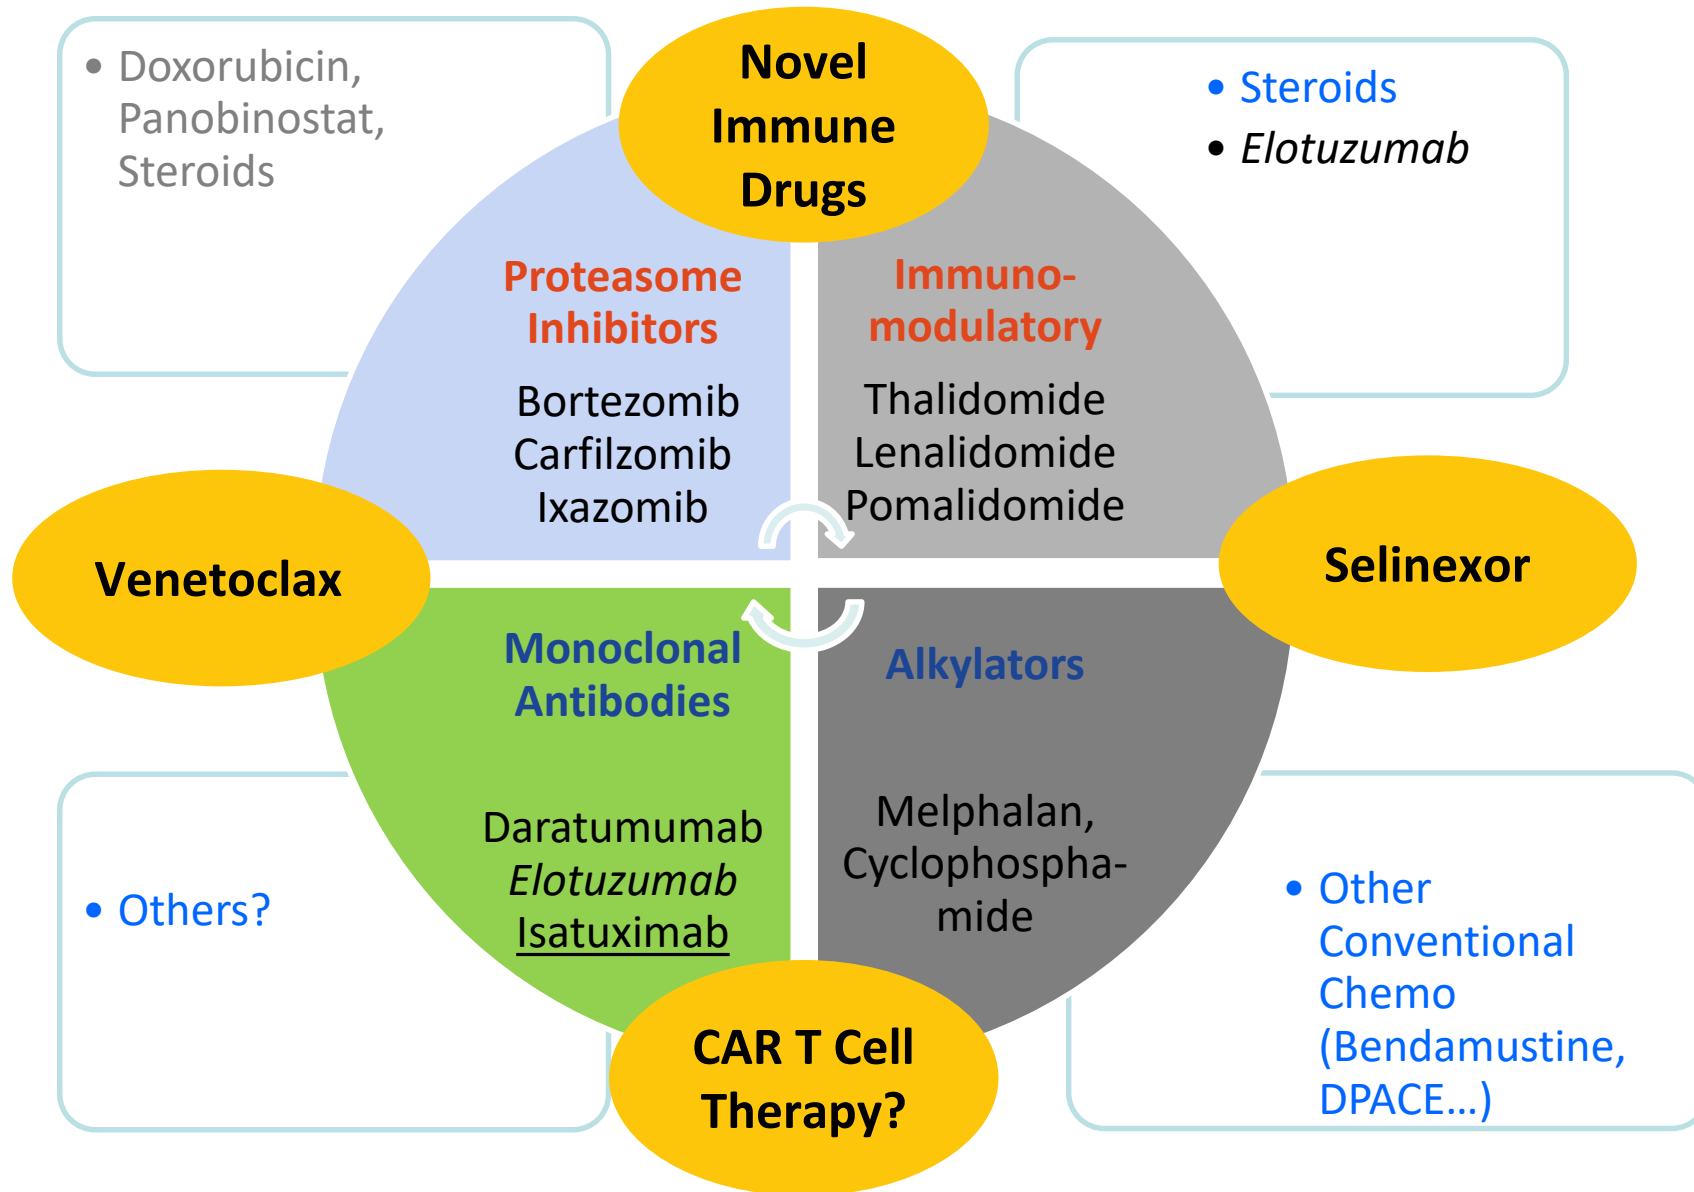 • Doxorubicin,
Panobinostat,
Steroids
Novel
Immune
Drugs
• Steroids
• Elotuzumab
Proteasome
Inhibitors
Bortezomib
Carfilzomib
Ixazomib
Immuno-
modulatory
Thalidomide
Lenalidomide
Pomalidomide
Venetoclax
Selinexor
Monoclonal
Antibodies
Daratumumab
Elotuzumab
Isatuximab
Alkylators
Melphalan,
Cyclophospha-
mide
• Others?
CAR T Cell
Therapy?
• Other
Conventional
Chemo
(Bendamustine,
DPACE...)